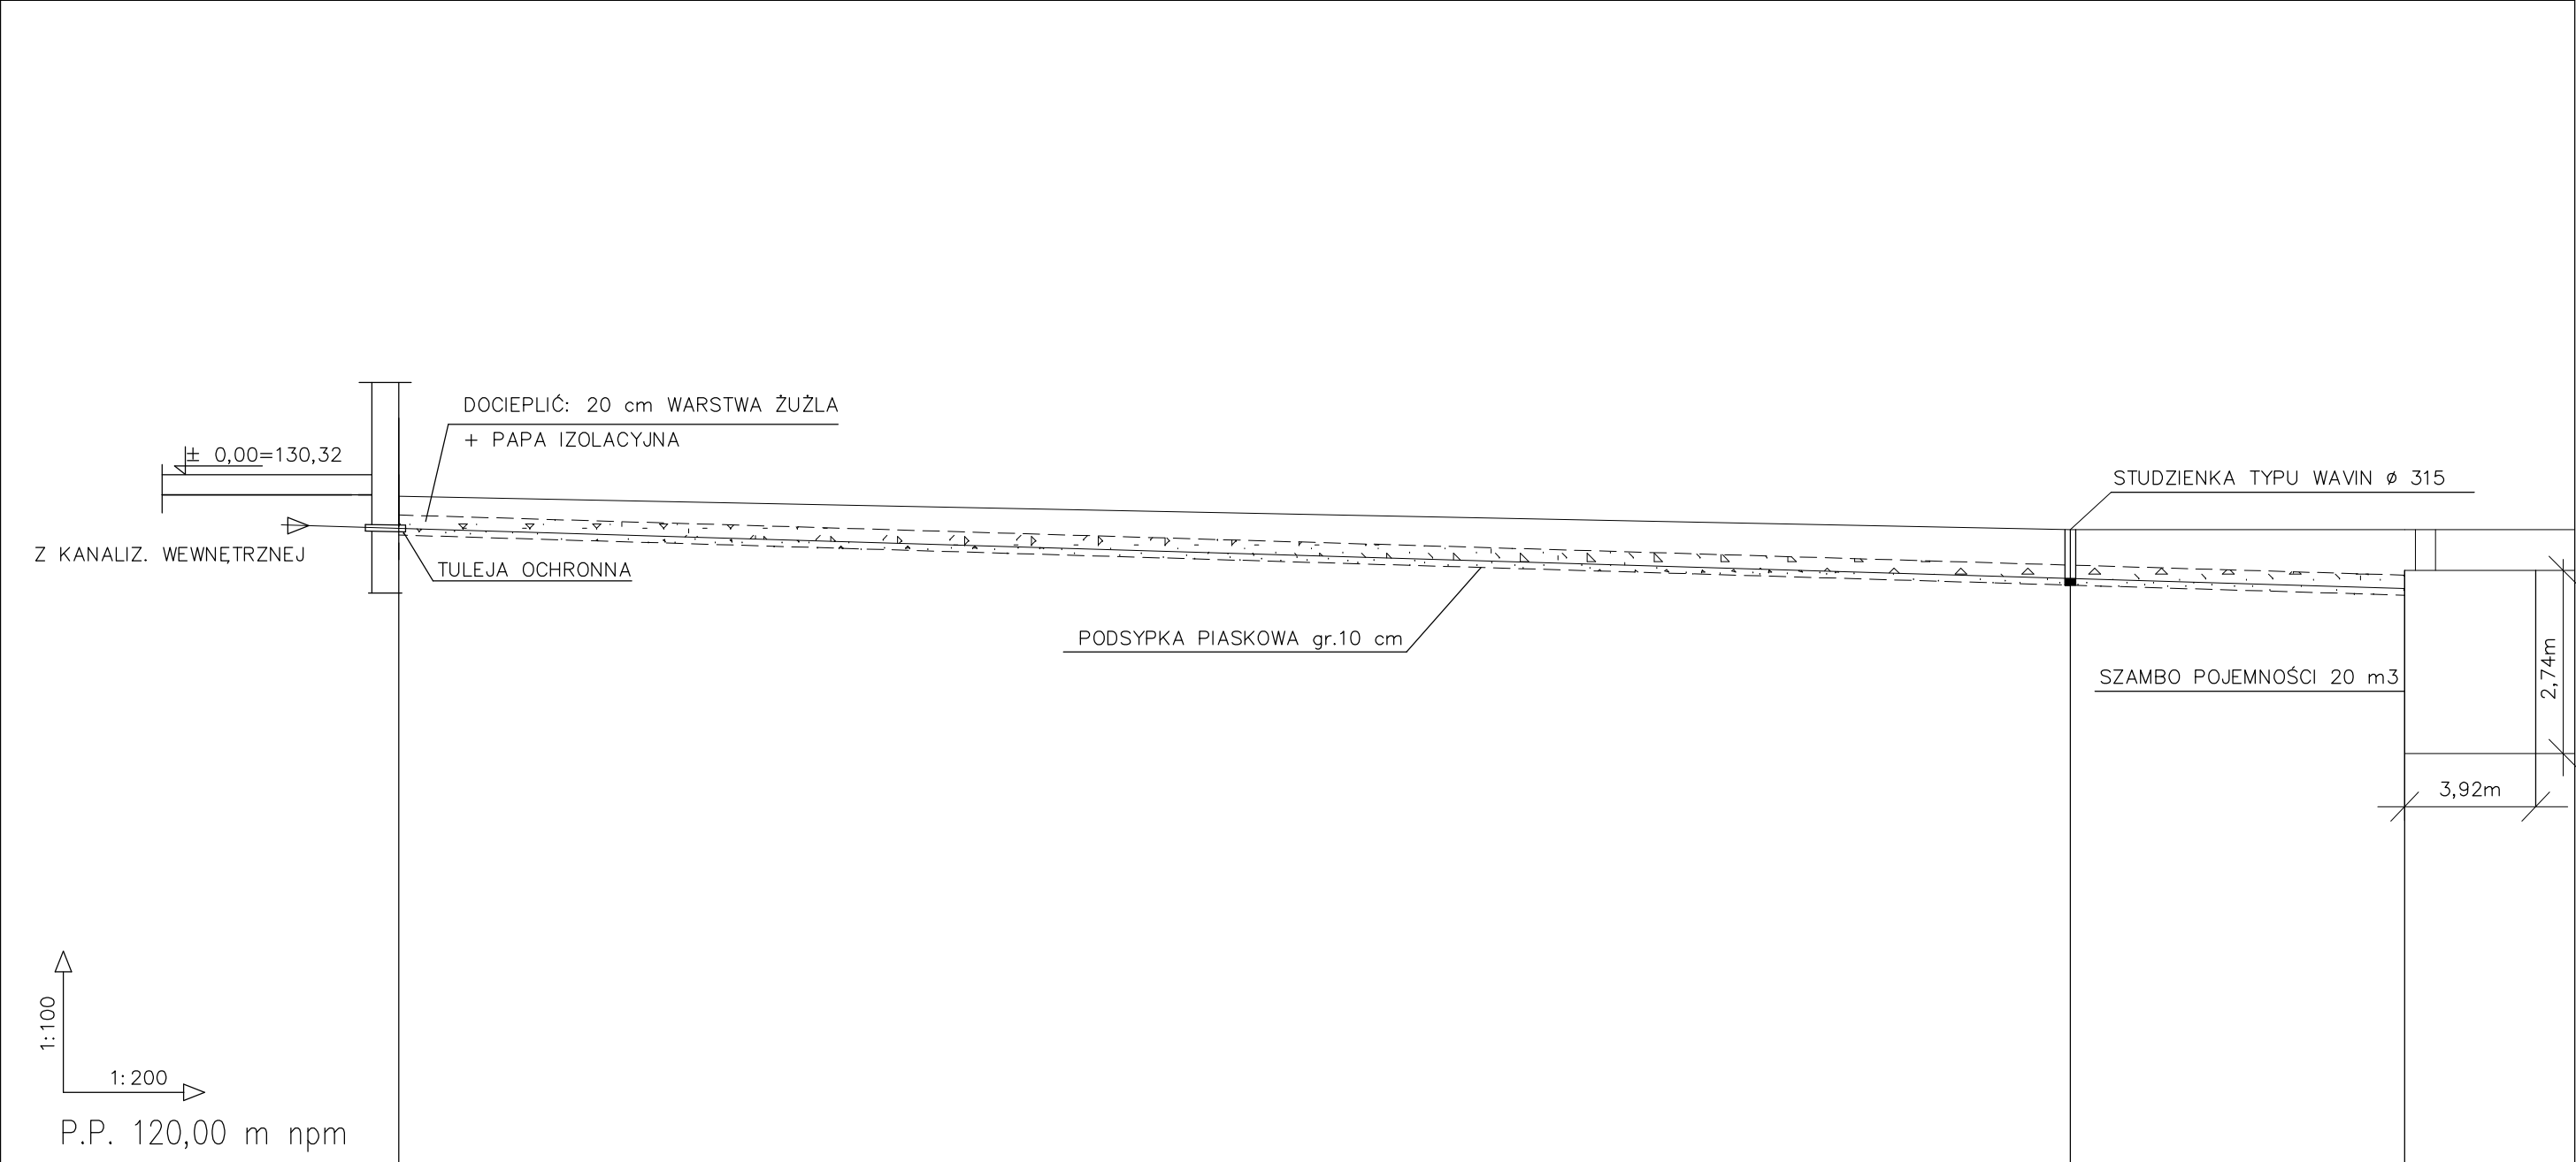 DOCIEPLIĆ: 20 cm WARSTWA ŻUŻLA
+ PAPA IZOLACYJNA
± 0,00=130,32
STUDZIENKA TYPU WAVIN Ø 315
Z KANALIZ. WEWNĘTRZNEJ
TULEJA OCHRONNA
PODSYPKA PIASKOWA gr.10 cm
SZAMBO POJEMNOŚCI 20 m3
2,74m
3,92m
1:100
1:200
P.P. 120,00 m npm